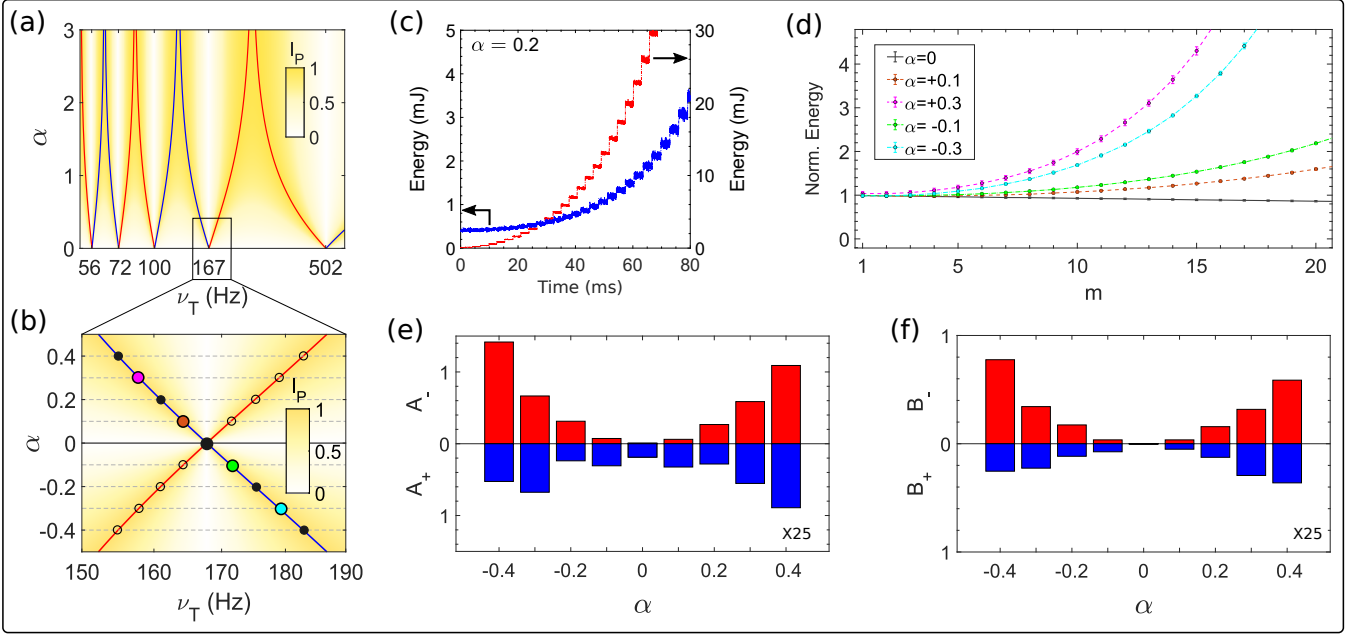 (a)
3
2
1
0
α
I_P
1
0.5
0
56 72 100 167 502
ν_T (Hz)
(b)
0.4
0.2
0
-0.2
-0.4
α
I_P
1
0.5
0
150 160 170 180 190
ν_T (Hz)
(c)
α = 0.2
5
4
3
2
1
0
Energy (mJ)
30
20
10
0
Energy (mJ)
0 20 40 60 80
Time (ms)
(d)
α=0
α=+0.1
α=+0.3
α= -0.1
α= -0.3
4
3
2
1
0
Norm. Energy
1 5 10 15 20
m
(e)
1
0
1
A_-
A_+
X25
-0.4 -0.2 0 0.2 0.4
α
(f)
1
0
1
B_-
B_+
X25
-0.4 -0.2 0 0.2 0.4
α